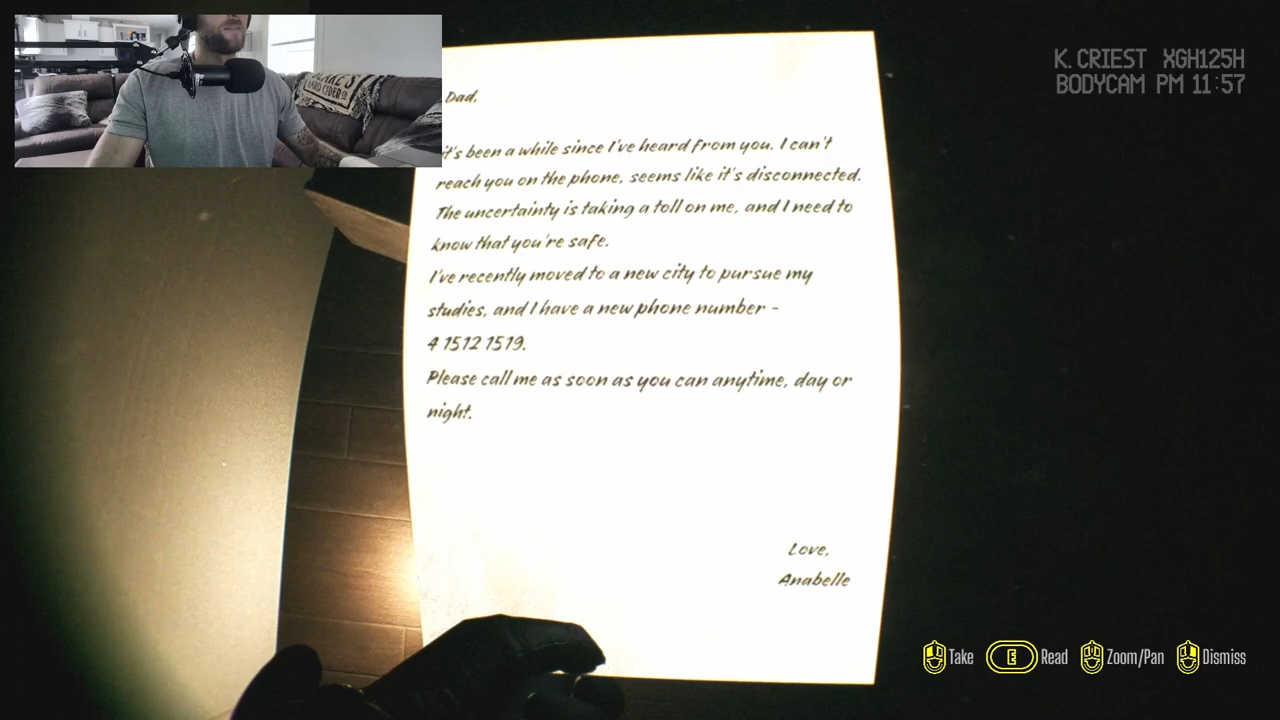 K. CRIEST XGH125H
BODYCAM PM 11:57
HARD CIDER CO
Dad,
it's been a while since I've heard from you. I can't
reach you on the phone, seems like it's disconnected.
The uncertainty is taking a toll on me, and I need to
know that you're safe.
I've recently moved to a new city to pursue my
studies, and I have a new phone number -
4 1512 1519.
Please call me as soon as you can anytime, day or
night.
Love,
Anabelle
Take
E
Read
Zoom/Pan
Dismiss